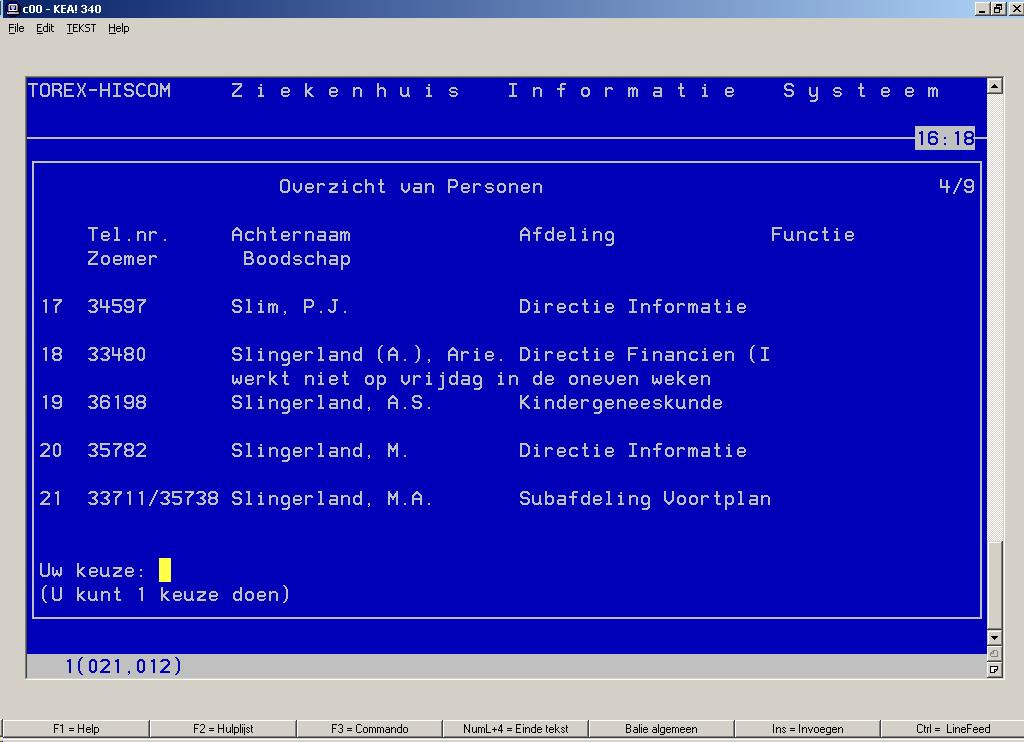 c00 - KEA! 340
File Edit TEKST Help
TOREX-HISCOM Ziekenhuis Informatie Systeem
16:18
Overzicht van Personen 4/9
Tel.nr. Achternaam Afdeling Functie
Zoemer Boodschap
17 34597 Slim, P.J. Directie Informatie
18 33480 Slingerland (A.), Arie. Directie Financien (I
werkt niet op vrijdag in de oneven weken
19 36198 Slingerland, A.S. Kindergeneeskunde
20 35782 Slingerland, M. Directie Informatie
21 33711/35738 Slingerland, M.A. Subafdeling Voortplan
Uw keuze:
(U kunt 1 keuze doen)
1(021,012)
F1 = Help F2 = Hulplijst F3 = Commando NumL+4 = Einde tekst Balie algemeen Ins = Invoegen Ctrl = LineFeed